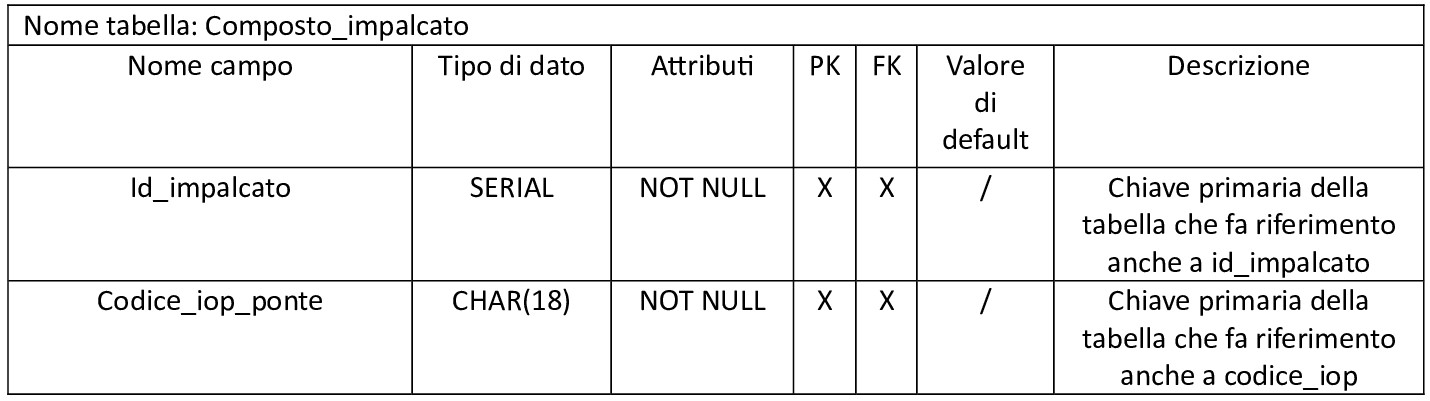 Nome tabella: Composto_impalcato
Nome campo Tipo di dato Attributi PK FK Valore di default Descrizione
Id_impalcato SERIAL NOT NULL X X / Chiave primaria della tabella che fa riferimento anche a id_impalcato
Codice_iop_ponte CHAR(18) NOT NULL X X / Chiave primaria della tabella che fa riferimento anche a codice_iop